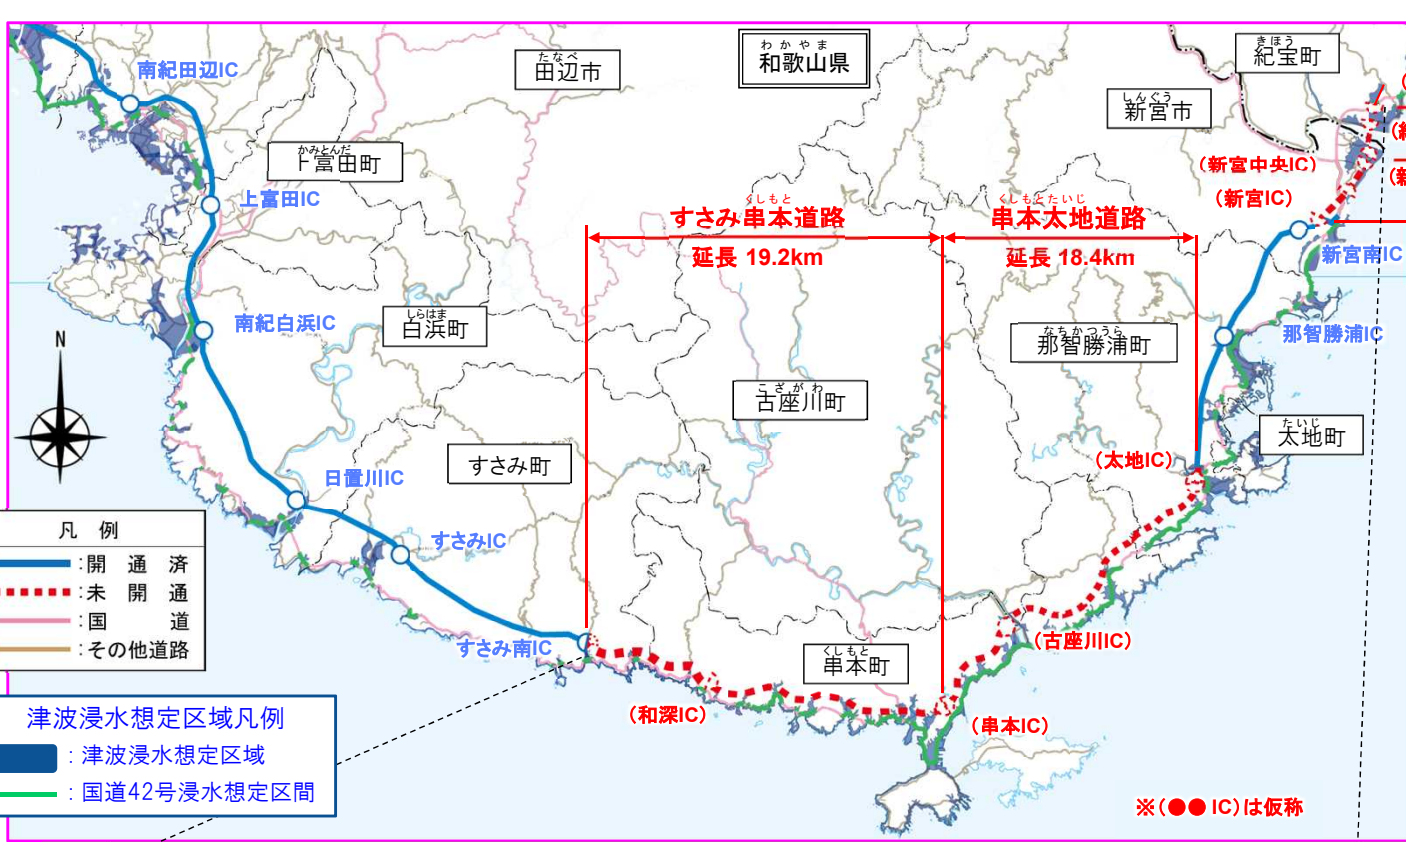 わかやま
和歌山県
たなべ
田辺市
きほう
紀宝町
しんぐう
新宮市
南紀田辺IC
かみとんだ
上富田町
上富田IC
(新宮中央IC)
(新宮IC)
新宮南IC
くしもと
すさみ串本道路
延長 19.2km
くしもとたいじ
串本太地道路
延長 18.4km
南紀白浜IC
しらはま
白浜町
なちかつうら
那智勝浦町
那智勝浦IC
N
こざがわ
古座川町
たいじ
太地町
(太地IC)
すさみ町
日置川IC
すさみIC
すさみ南IC
くしもと
串本町
(古座川IC)
(和深IC)
(串本IC)
凡 例
:開 通 済
:未 開 通
:国 道
:その他道路
津波浸水想定区域凡例
: 津波浸水想定区域
: 国道42号浸水想定区間
※(●● IC)は仮称